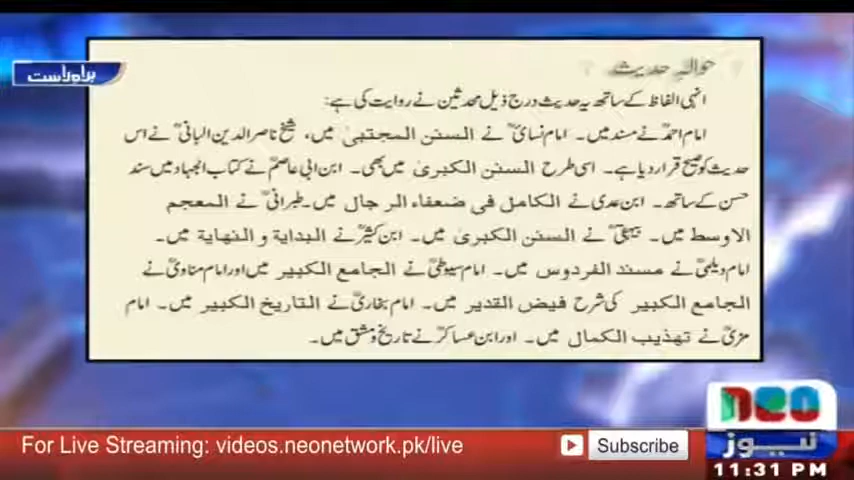 براہ راست
حوالہ حدیث
انہی الفاظ کے ساتھ یہ حدیث درج ذیل محدثین نے روایت کی ہے:
امام احمدؒ نے مسند میں۔ امام نسائیؒ نے السنن المجتبیٰ میں، شیخ ناصر الدین البانیؒ نے اس
حدیث کو صحیح قرار دیا ہے۔ اسی طرح السنن الکبریٰ میں بھی۔ ابن ابی عاصمؒ نے کتاب الجہاد میں سند
حسن کے ساتھ۔ ابن عدی نے الکامل فی ضعفاء الرجال میں۔ طبرانیؒ نے المعجم
الاوسط میں۔ بیہقیؒ نے السنن الکبریٰ میں۔ ابن کثیرؒ نے البدایة و النهایة میں۔
امام دیلمیؒ نے مسند الفردوس میں۔ امام سیوطیؒ نے الجامع الکبیر میں اور امام مناویؒ نے
الجامع الکبیر کی شرح فیض القدیر میں۔ امام بخاریؒ نے التاریخ الکبیر میں۔ امام
مزیؒ نے تهذیب الکمال میں۔ اور ابن عساکرؒ نے تاریخ دمشق میں۔
neo
نیوز
For Live Streaming: videos.neonetwork.pk/live
Subscribe
11:31 PM